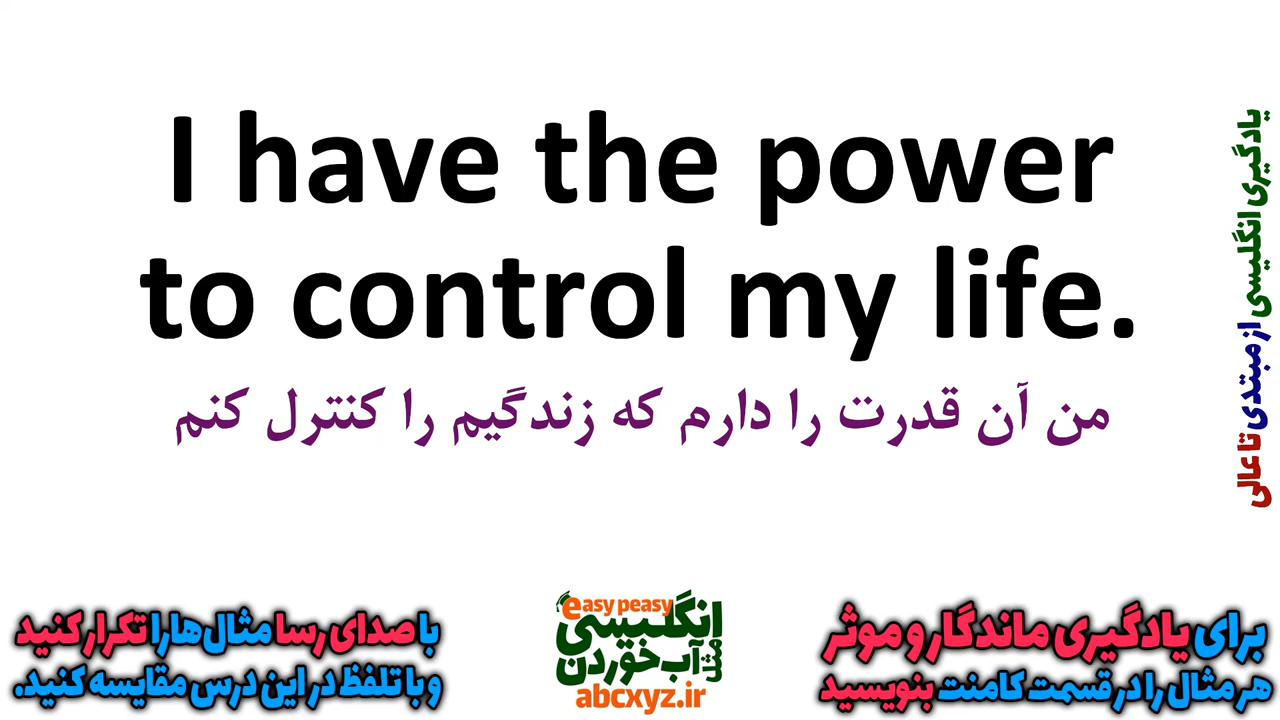 I have the power
to control my life.
من آن قدرت را دارم که زندگیم را کنترل کنم
یادگیری انگلیسی از مبتدی تا عالی
برای یادگیری ماندگار و موثر
هر مثال را در قسمت کامنت بنویسید
easy peasy
انگلیسی
مثل
آب خوردن
abcxyz.ir
با صدای رسا مثال‌ها را تکرار کنید
و با تلفظ در این درس مقایسه کنید.